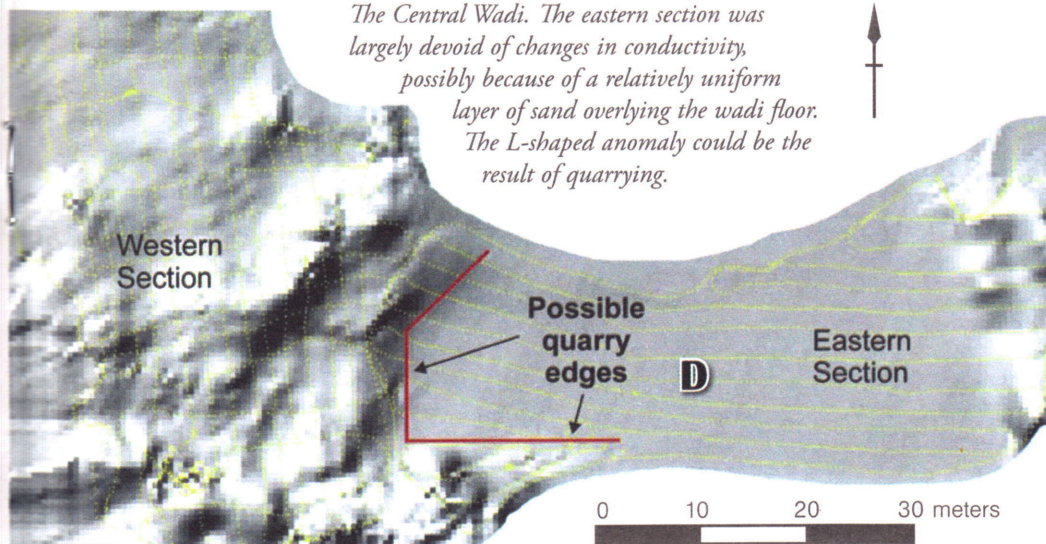 The Central Wadi. The eastern section was
largely devoid of changes in conductivity,
possibly because of a relatively uniform
layer of sand overlying the wadi floor.
The L-shaped anomaly could be the
result of quarrying.
Western
Section
Possible
quarry
edges
D
Eastern
Section
0 10 20 30 meters